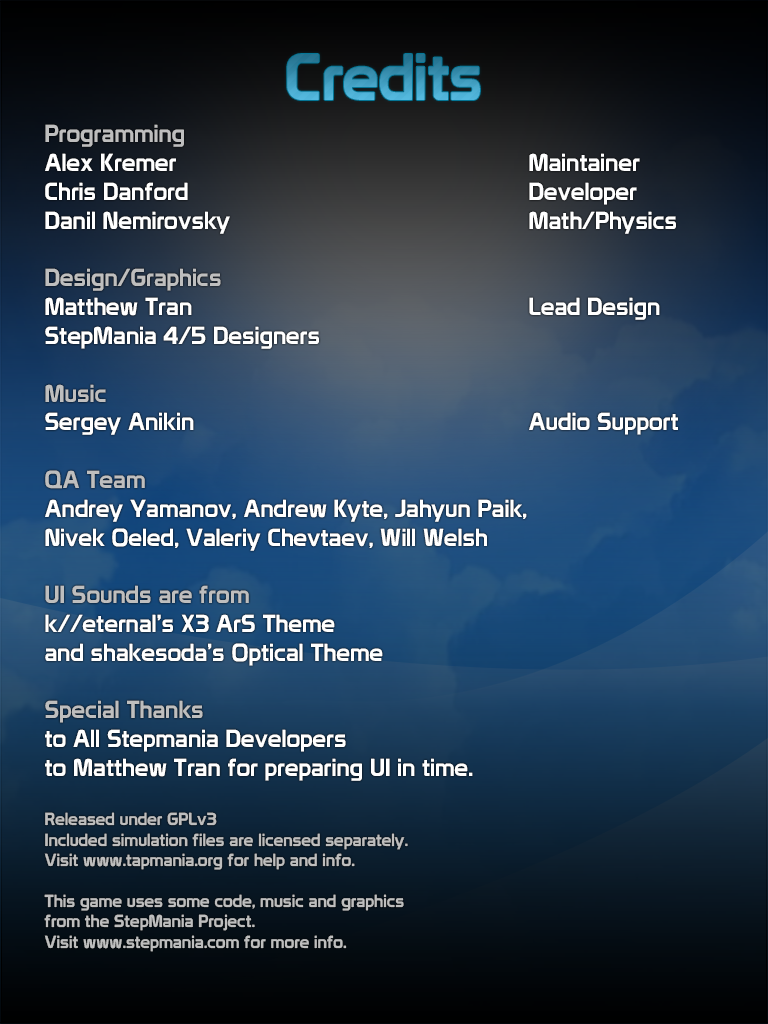 Credits
Programming
Alex Kremer Maintainer
Chris Danford Developer
Danil Nemirovsky Math/Physics
Design/Graphics
Matthew Tran Lead Design
StepMania 4/5 Designers
Music
Sergey Anikin Audio Support
QA Team
Andrey Yamanov, Andrew Kyte, Jahyun Paik,
Nivek Oeled, Valeriy Chevtaev, Will Welsh
UI Sounds are from
k//eternal's X3 ArS Theme
and shakesoda's Optical Theme
Special Thanks
to All Stepmania Developers
to Matthew Tran for preparing UI in time.
Released under GPLv3
Included simulation files are licensed separately.
Visit www.tapmania.org for help and info.
This game uses some code, music and graphics
from the StepMania Project.
Visit www.stepmania.com for more info.